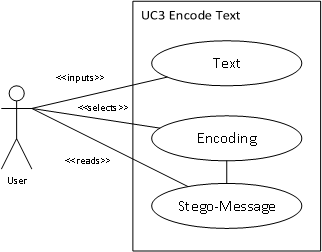 UC3 Encode Text
Text
<<inputs>>
<<selects>>
Encoding
<<reads>>
User
Stego-Message